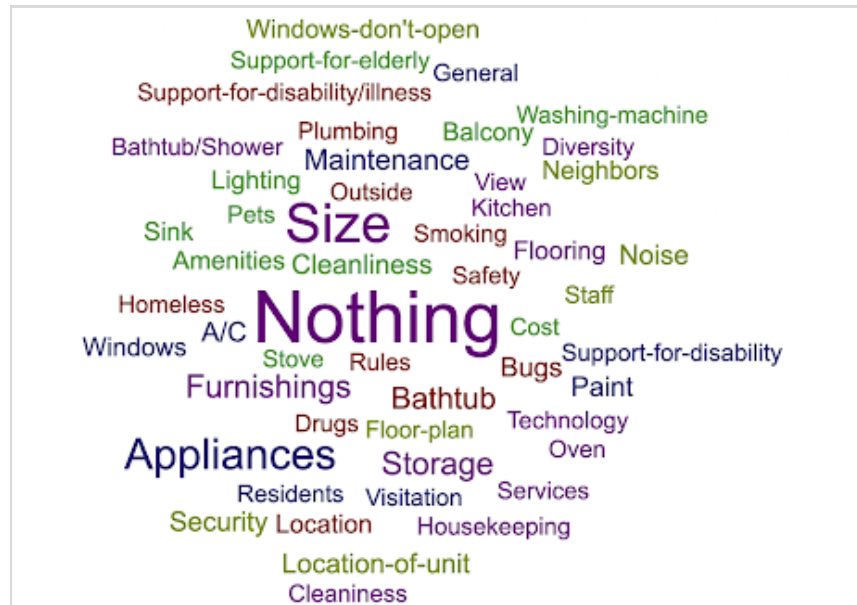 Windows-don't-open
Support-for-elderly
General
Support-for-disability/illness
Washing-machine
Plumbing
Balcony
Bathtub/Shower
Maintenance
Diversity
Neighbors
Lighting
Outside
View
Kitchen
Pets
Size
Sink
Smoking
Flooring
Noise
Amenities
Cleanliness
Safety
Staff
Homeless
A/C
Nothing
Cost
Windows
Stove
Rules
Bugs
Support-for-disability
Furnishings
Bathtub
Paint
Drugs
Floor-plan
Technology
Appliances
Storage
Oven
Residents
Visitation
Services
Security
Location
Housekeeping
Location-of-unit
Cleaniness